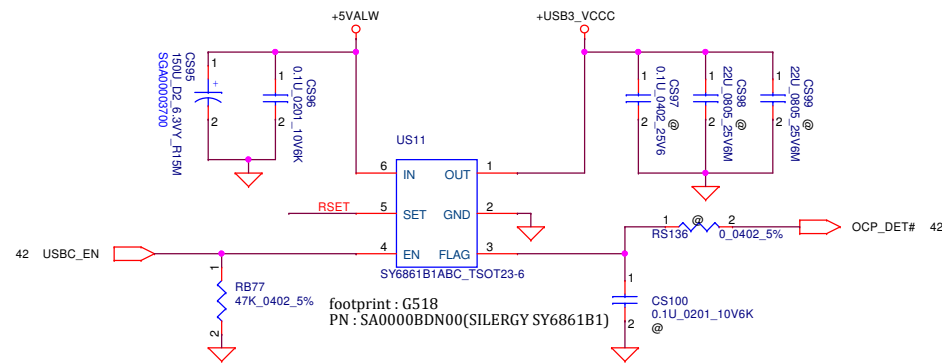 +5VALW
+USB3_VCCC
1
+
2
CS95
150U_D2_6.3VY_R15M
SGA00003700
1
2
CS96
0.1U_0201_10V6K
1
2
CS97
0.1U_0402_25V6
@
1
2
CS98
22U_0805_25V6M
@
1
2
CS99
22U_0805_25V6M
@
US11
6
IN
OUT
1
RSET
5
SET
GND
2
42
USBC_EN
4
EN
FLAG
3
SY6861B1ABC_TSOT23-6
1
@
2
RS136
0_0402_5%
OCP_DET#
42
1
RB77
47K_0402_5%
2
footprint : G518
PN : SA0000BDN00(SILERGY SY6861B1)
1
CS100
0.1U_0201_10V6K
2
@